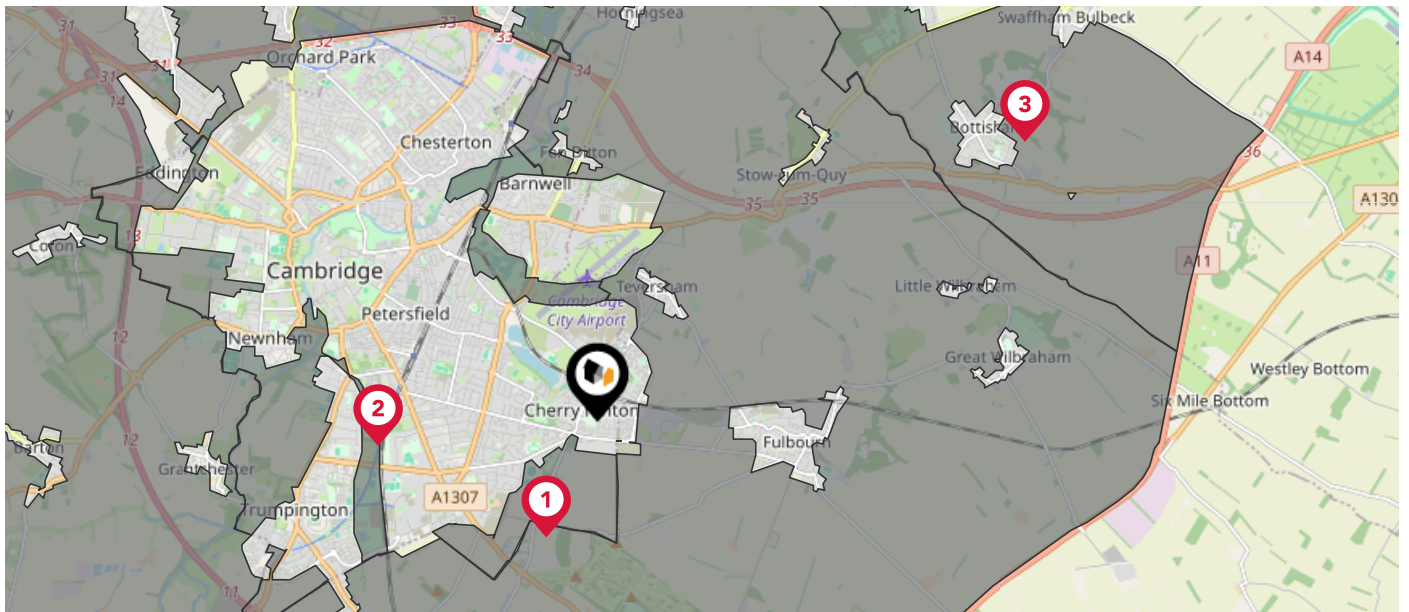 31
32
33
33
Horningsea
Swaffham Bulbeck
Orchard Park
31
34
A14
31
14
3
Chesterton
Bottisham
Fen Ditton
36
Eddington
Barnwell
Stow-cum-Quy
35
35
A130
13
Coton
Cambridge
A11
Teversham
Little Wilbraham
Cambridge
City Airport
Petersfield
12
Newnham
Great Wilbraham
Westley Bottom
Six Mile Bottom
2
Cherry Hinton
12
Barton
Fulbourn
Grantchester
A1307
1
Trumpington
11